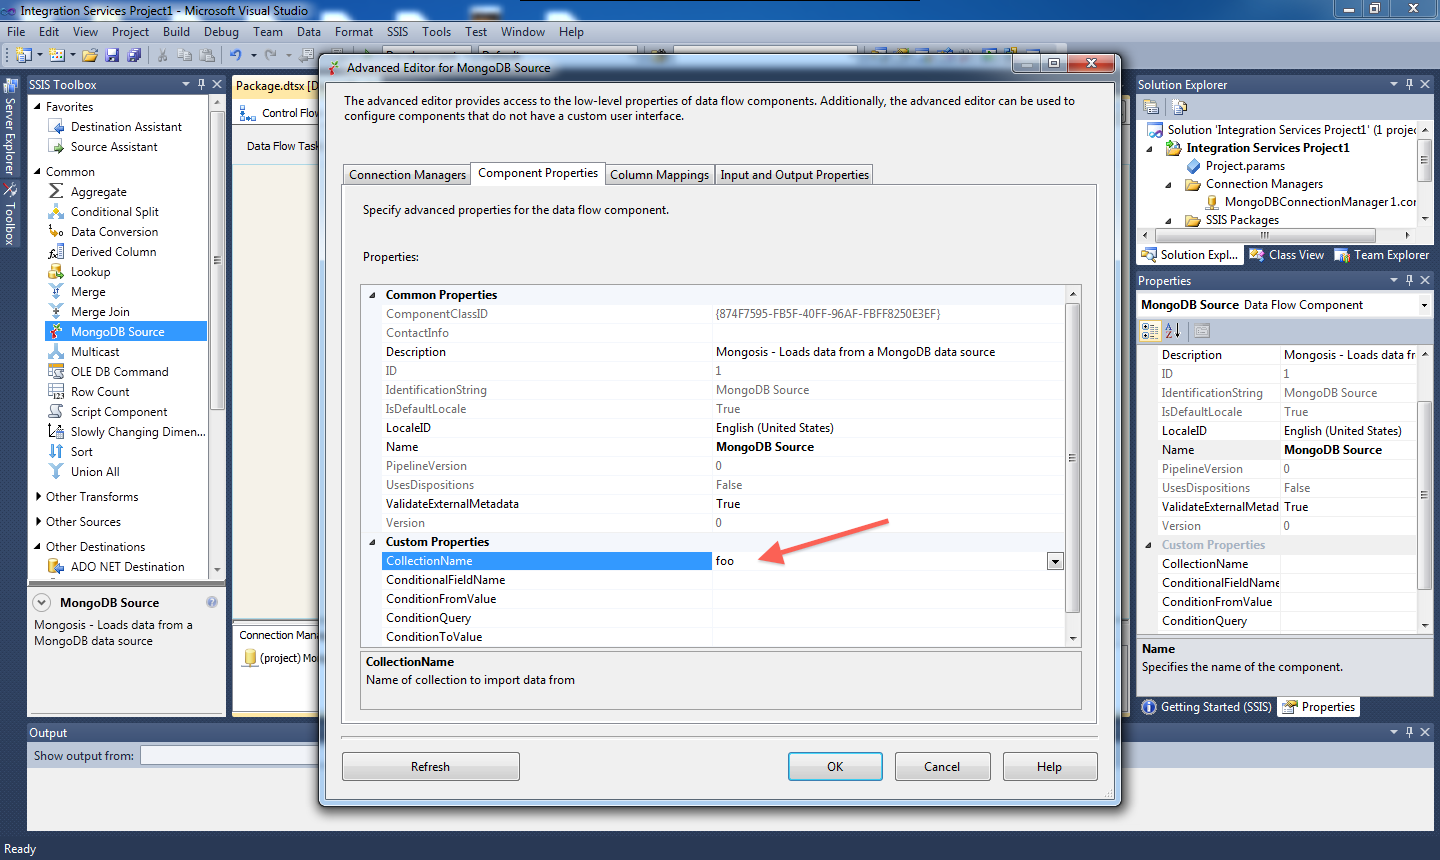 Integration Services Project1 - Microsoft Visual Studio
File Edit View Project Build Debug Team Format Data SSIS Tools Test Window Help
Server Explorer
Toolbox
SSIS Toolbox
Favorites
Destination Assistant
Source Assistant
Common
Aggregate
Conditional Split
Data Conversion
Derived Column
Lookup
Merge
Merge Join
MongoDB Source
Multicast
OLE DB Command
Row Count
Script Component
Slowly Changing Dimen...
Sort
Union All
Other Transforms
Other Sources
Other Destinations
ADO NET Destination
MongoDB Source
Mongosis - Loads data from a
MongoDB data source
Package.dtsx [D
Control Flow
Data Flow Task
Connection Mana
(project) Mo
Advanced Editor for MongoDB Source
The advanced editor provides access to the low-level properties of data flow components. Additionally, the advanced editor can be used to
configure components that do not have a custom user interface.
Connection Managers Component Properties Column Mappings Input and Output Properties
Specify advanced properties for the data flow component.
Properties:
Common Properties
ComponentClassID {874F7595-FB5F-40FF-96AF-FBFF8250E3EF}
ContactInfo
Description Mongosis - Loads data from a MongoDB data source
ID 1
IdentificationString MongoDB Source
IsDefaultLocale True
LocaleID English (United States)
Name MongoDB Source
PipelineVersion 0
UsesDispositions False
ValidateExternalMetadata True
Version 0
Custom Properties
CollectionName foo
ConditionalFieldName
ConditionFromValue
ConditionQuery
ConditionToValue
CollectionName
Name of collection to import data from
Refresh OK Cancel Help
Solution Explorer
Solution 'Integration Services Project1' (1 projec
Integration Services Project1
Project.params
Connection Managers
MongoDBConnectionManager1.cor
SSIS Packages
Solution Expl... Class View Team Explorer
Properties
MongoDB Source Data Flow Component
Description Mongosis - Loads data fr
ID 1
IdentificationString MongoDB Source
IsDefaultLocale True
LocaleID English (United States)
Name MongoDB Source
PipelineVersion 0
UsesDispositions False
ValidateExternalMetad True
Version 0
Custom Properties
CollectionName
ConditionalFieldName
ConditionFromValue
ConditionQuery
Name
Specifies the name of the component.
Getting Started (SSIS) Properties
Output
Show output from:
Ready